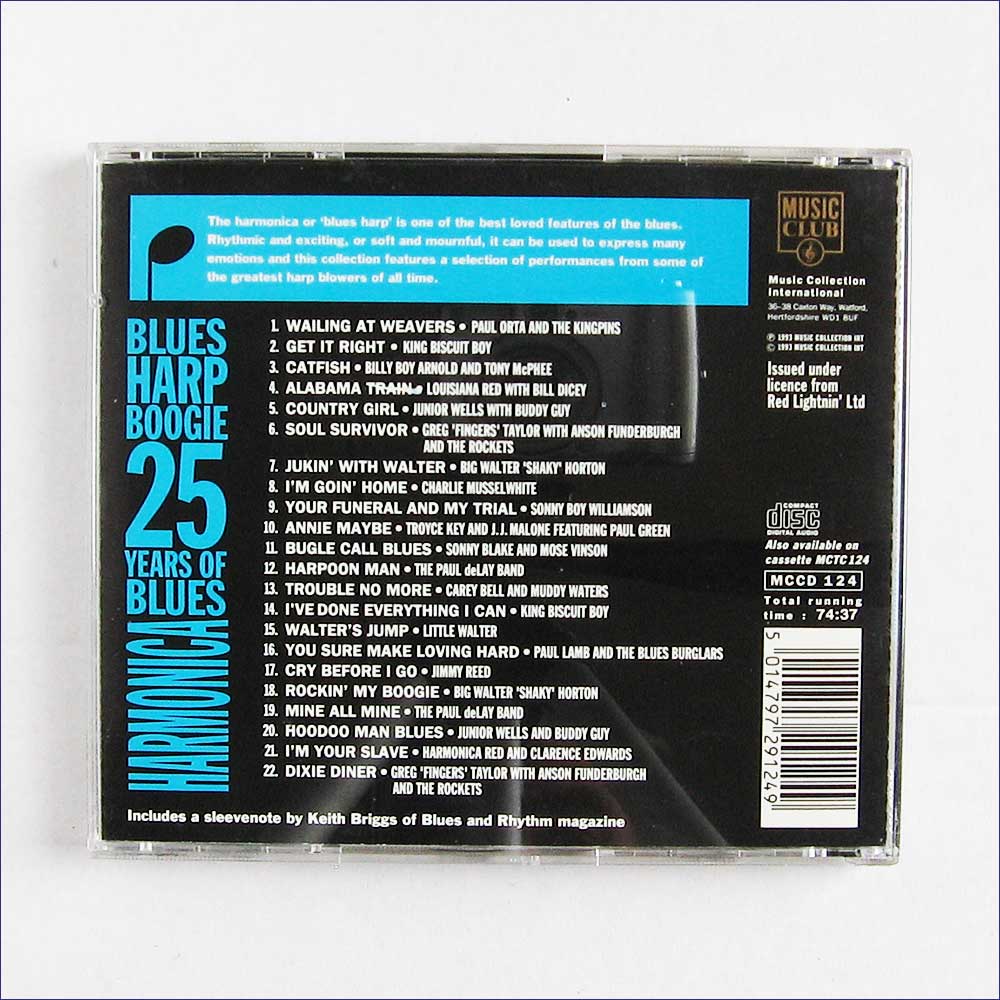 The harmonica or 'blues harp' is one of the best loved features of the blues.
Rhythmic and exciting, or soft and mournful, it can be used to express many
emotions and this collection features a selection of performances from some of
the greatest harp blowers of all time.
MUSIC
CLUB
Music Collection
International
36-38 Caxton Way, Watford,
Hertfordshire WD1 8UF
℗ 1993 MUSIC COLLECTION INT
© 1993 MUSIC COLLECTION INT
Issued under
licence from
Red Lightnin' Ltd
BLUES
HARP
BOOGIE
25
YEARS OF
BLUES
HARMONICA
1. WAILING AT WEAVERS • PAUL ORTA AND THE KINGPINS
2. GET IT RIGHT • KING BISCUIT BOY
3. CATFISH • BILLY BOY ARNOLD AND TONY McPHEE
4. ALABAMA TRAIN • LOUISIANA RED WITH BILL DICEY
5. COUNTRY GIRL • JUNIOR WELLS WITH BUDDY GUY
6. SOUL SURVIVOR • GREG 'FINGERS' TAYLOR WITH ANSON FUNDERBURGH
AND THE ROCKETS
7. JUKIN' WITH WALTER • BIG WALTER 'SHAKY' HORTON
8. I'M GOIN' HOME • CHARLIE MUSSELWHITE
9. YOUR FUNERAL AND MY TRIAL • SONNY BOY WILLIAMSON
10. ANNIE MAYBE • TROYCE KEY AND J.J. MALONE FEATURING PAUL GREEN
11. BUGLE CALL BLUES • SONNY BLAKE AND MOSE VINSON
12. HARPOON MAN • THE PAUL deLAY BAND
13. TROUBLE NO MORE • CAREY BELL AND MUDDY WATERS
14. I'VE DONE EVERYTHING I CAN • KING BISCUIT BOY
15. WALTER'S JUMP • LITTLE WALTER
16. YOU SURE MAKE LOVING HARD • PAUL LAMB AND THE BLUES BURGLARS
17. CRY BEFORE I GO • JIMMY REED
18. ROCKIN' MY BOOGIE • BIG WALTER 'SHAKY' HORTON
19. MINE ALL MINE • THE PAUL deLAY BAND
20. HOODOO MAN BLUES • JUNIOR WELLS AND BUDDY GUY
21. I'M YOUR SLAVE • HARMONICA RED AND CLARENCE EDWARDS
22. DIXIE DINER • GREG 'FINGERS' TAYLOR WITH ANSON FUNDERBURGH
AND THE ROCKETS
Includes a sleevenote by Keith Briggs of Blues and Rhythm magazine
COMPACT
disc
DIGITAL AUDIO
Also available on
cassette MCTC 124
MCCD 124
Total running
time : 74:37
5 014797 291249